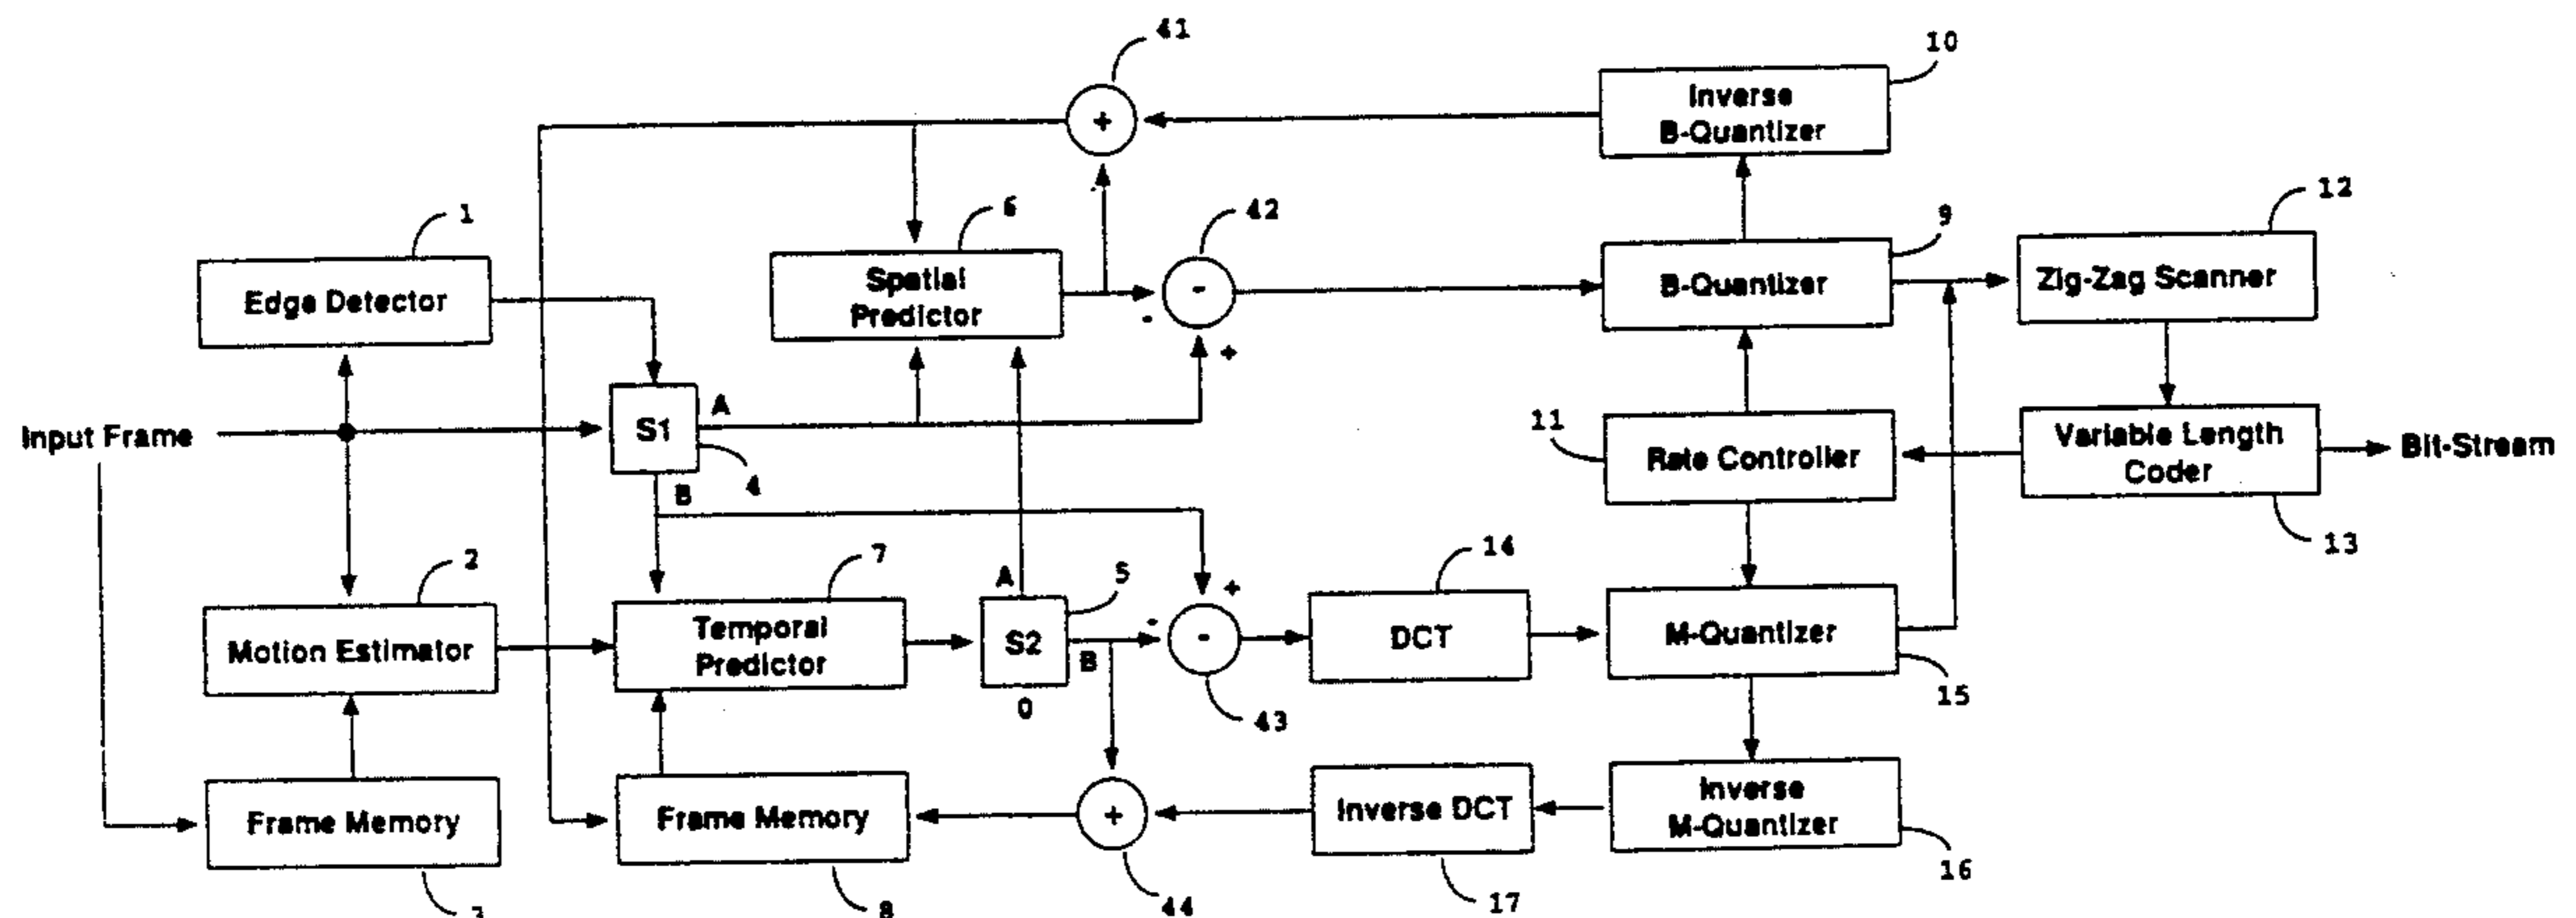 41
10
Inverse
B-Quantizer
+
12
1
6
42
9
Edge Detector
Spatial
Predictor
-
-
+
B-Quantizer
Zig-Zag Scanner
Input Frame
S1
A
B
4
11
Rate Controller
Variable Length
Coder
Bit-Stream
13
2
7
A
5
14
Motion Estimator
Temporal
Predictor
S2
B
0
-
+
-
43
DCT
M-Quantizer
15
Frame Memory
3
Frame Memory
8
+
44
Inverse DCT
17
Inverse
M-Quantizer
16